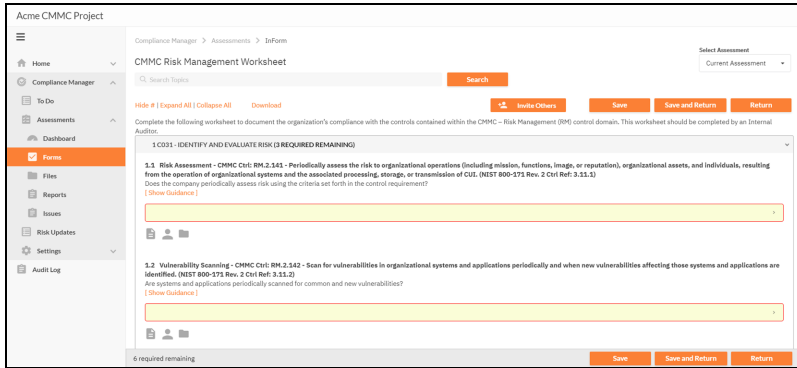 Acme CMMC Project
Compliance Manager > Assessments > InForm
Select Assessment
Home
CMMC Risk Management Worksheet
Current Assessment
Compliance Manager
Search Topics
Search
To Do
Hide # | Expand All | Collapse All
Download
Invite Others
Save
Save and Return
Return
Assessments
Complete the following worksheet to document the organization's compliance with the controls contained within the CMMC – Risk Management (RM) control domain. This worksheet should be completed by an Internal
Auditor.
Dashboard
1 C031 - IDENTIFY AND EVALUATE RISK (3 REQUIRED REMAINING)
Forms
1.1 Risk Assessment - CMMC Ctrl: RM.2.141 - Periodically assess the risk to organizational operations (including mission, functions, image, or reputation), organizational assets, and individuals, resulting
from the operation of organizational systems and the associated processing, storage, or transmission of CUI. (NIST 800-171 Rev. 2 Ctrl Ref: 3.11.1)
Files
Does the company periodically assess risk using the criteria set forth in the control requirement?
[ Show Guidance ]
Reports
Issues
Risk Updates
Settings
Audit Log
1.2 Vulnerability Scanning - CMMC Ctrl: RM.2.142 - Scan for vulnerabilities in organizational systems and applications periodically and when new vulnerabilities affecting those systems and applications are
identified. (NIST 800-171 Rev. 2 Ctrl Ref: 3.11.2)
Are systems and applications periodically scanned for common and new vulnerabilities?
[ Show Guidance ]
6 required remaining
Save
Save and Return
Return